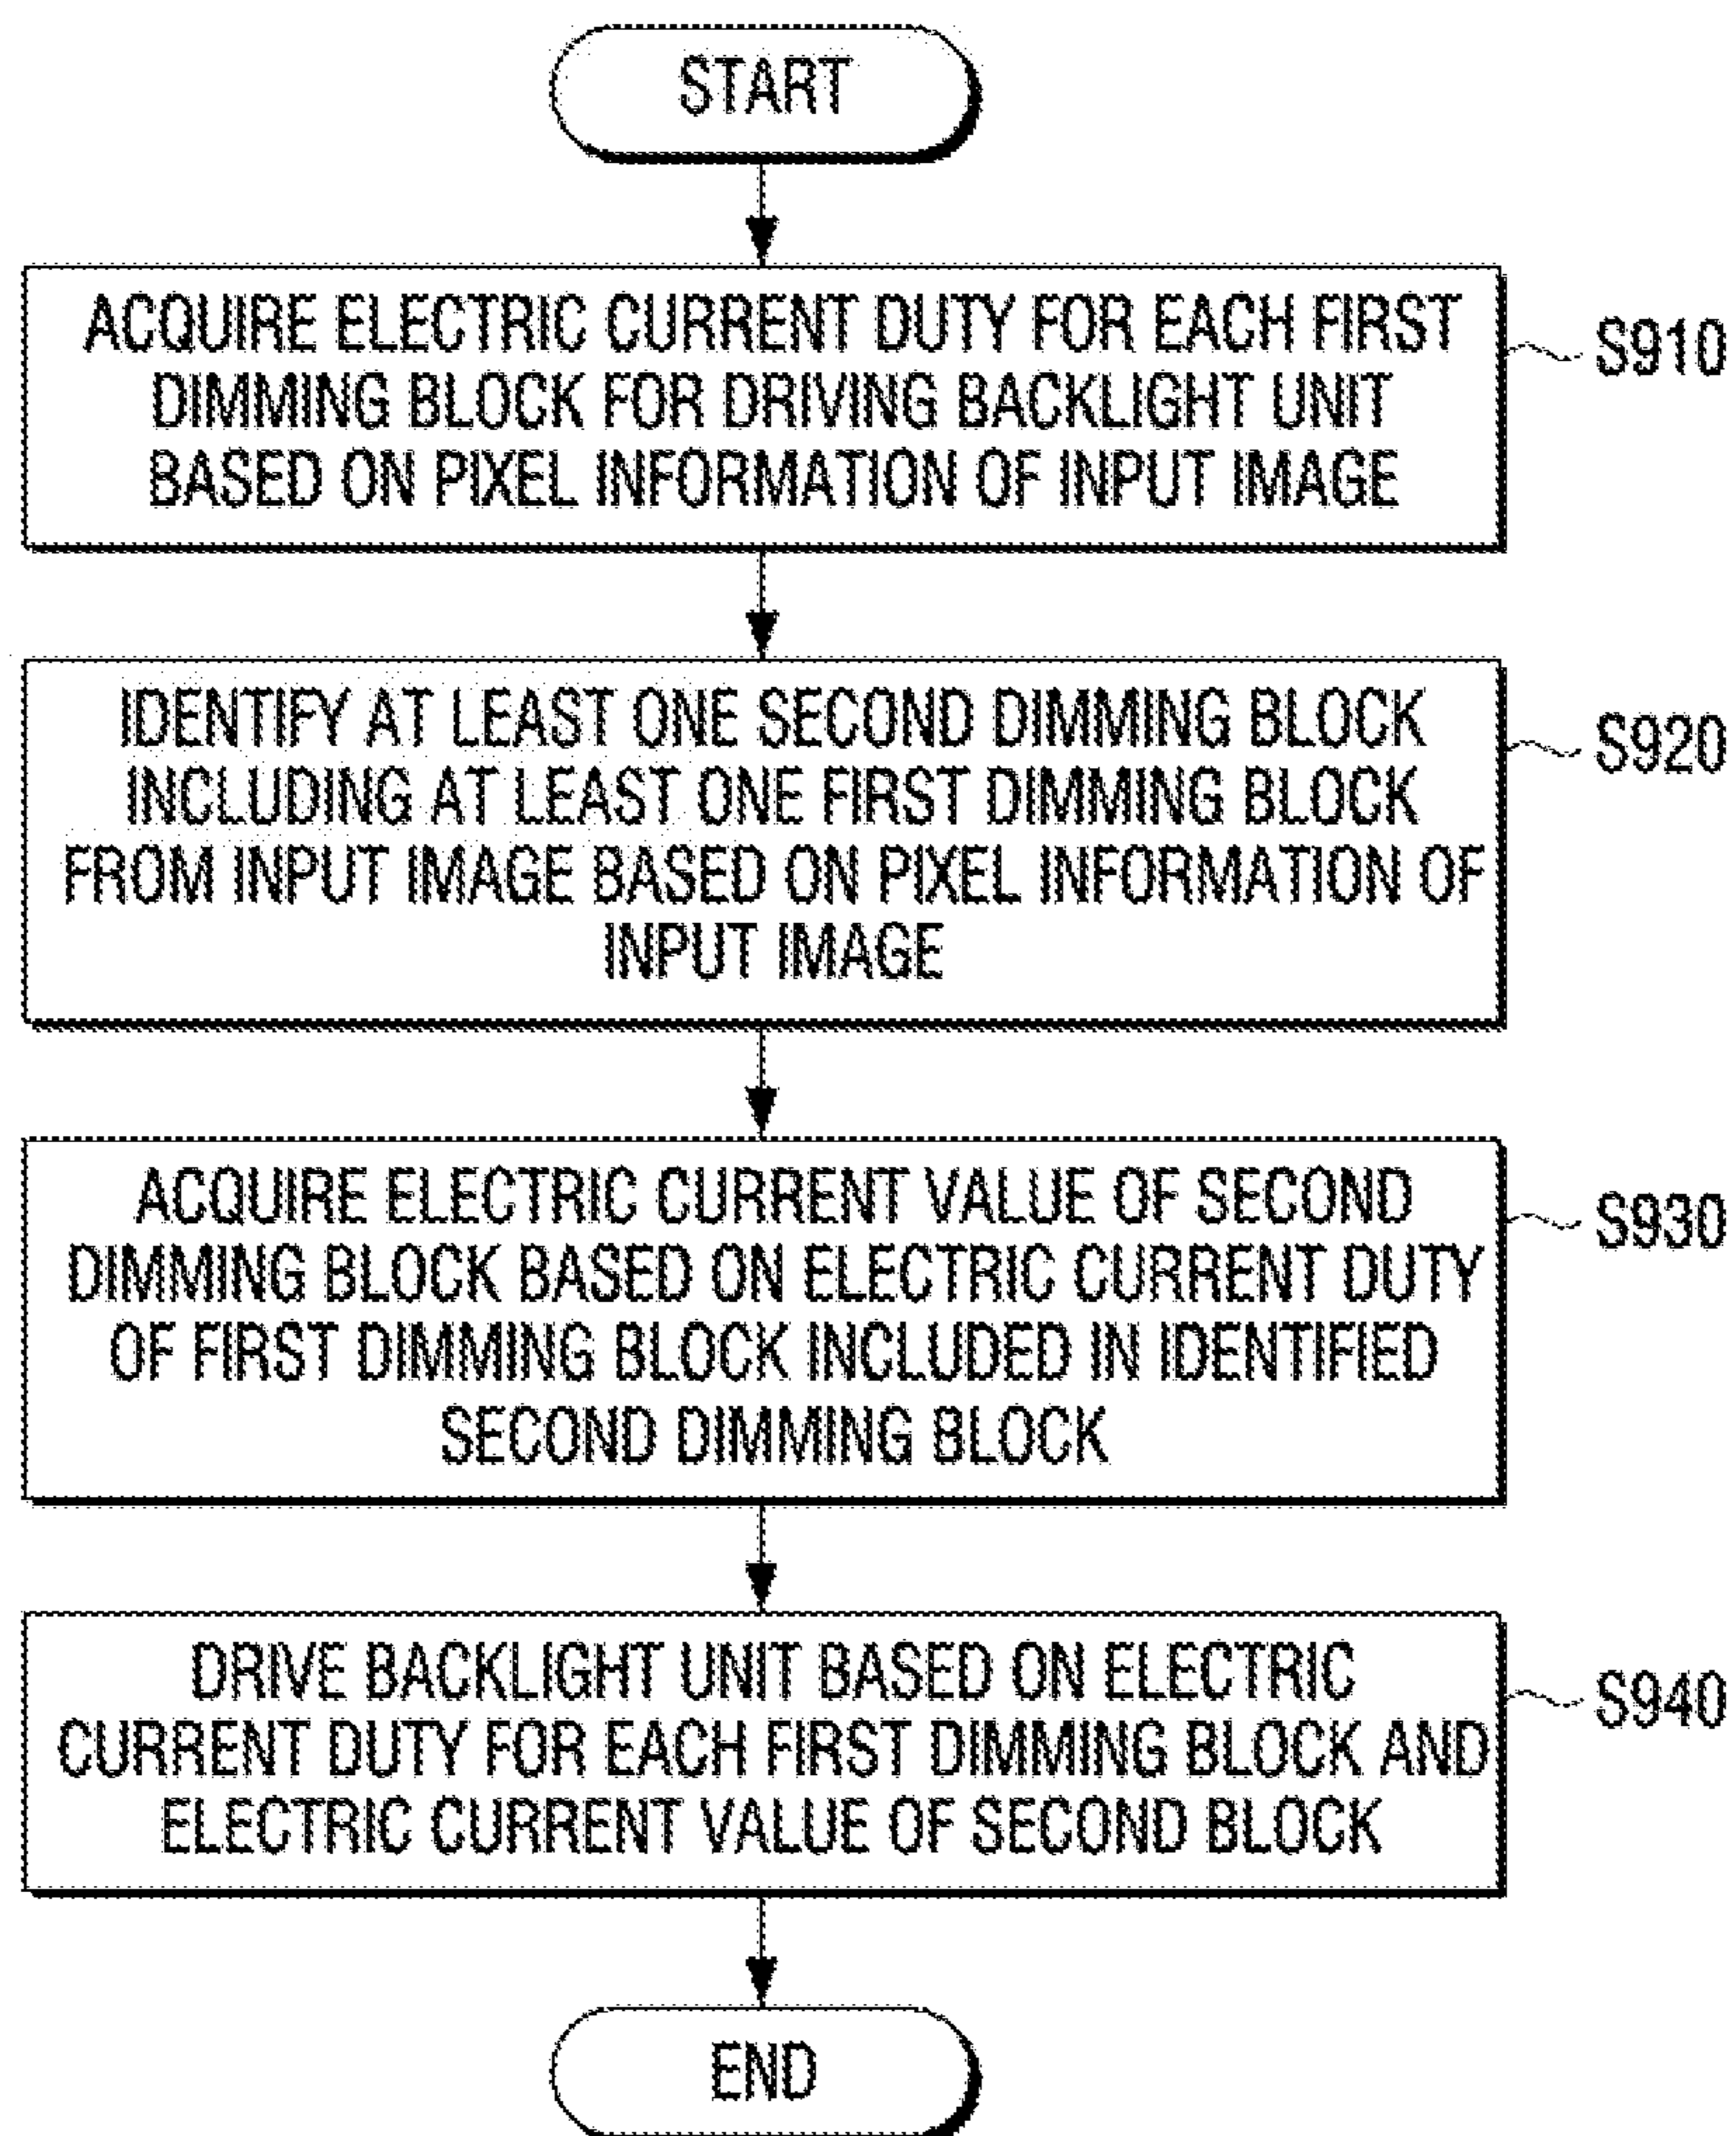 START
ACQUIRE ELECTRIC CURRENT DUTY FOR EACH FIRST
DIMMING BLOCK FOR DRIVING BACKLIGHT UNIT
BASED ON PIXEL INFORMATION OF INPUT IMAGE
S910
IDENTIFY AT LEAST ONE SECOND DIMMING BLOCK
INCLUDING AT LEAST ONE FIRST DIMMING BLOCK
FROM INPUT IMAGE BASED ON PIXEL INFORMATION OF
INPUT IMAGE
S920
ACQUIRE ELECTRIC CURRENT VALUE OF SECOND
DIMMING BLOCK BASED ON ELECTRIC CURRENT DUTY
OF FIRST DIMMING BLOCK INCLUDED IN IDENTIFIED
SECOND DIMMING BLOCK
S930
DRIVE BACKLIGHT UNIT BASED ON ELECTRIC
CURRENT DUTY FOR EACH FIRST DIMMING BLOCK AND
ELECTRIC CURRENT VALUE OF SECOND BLOCK
S940
END